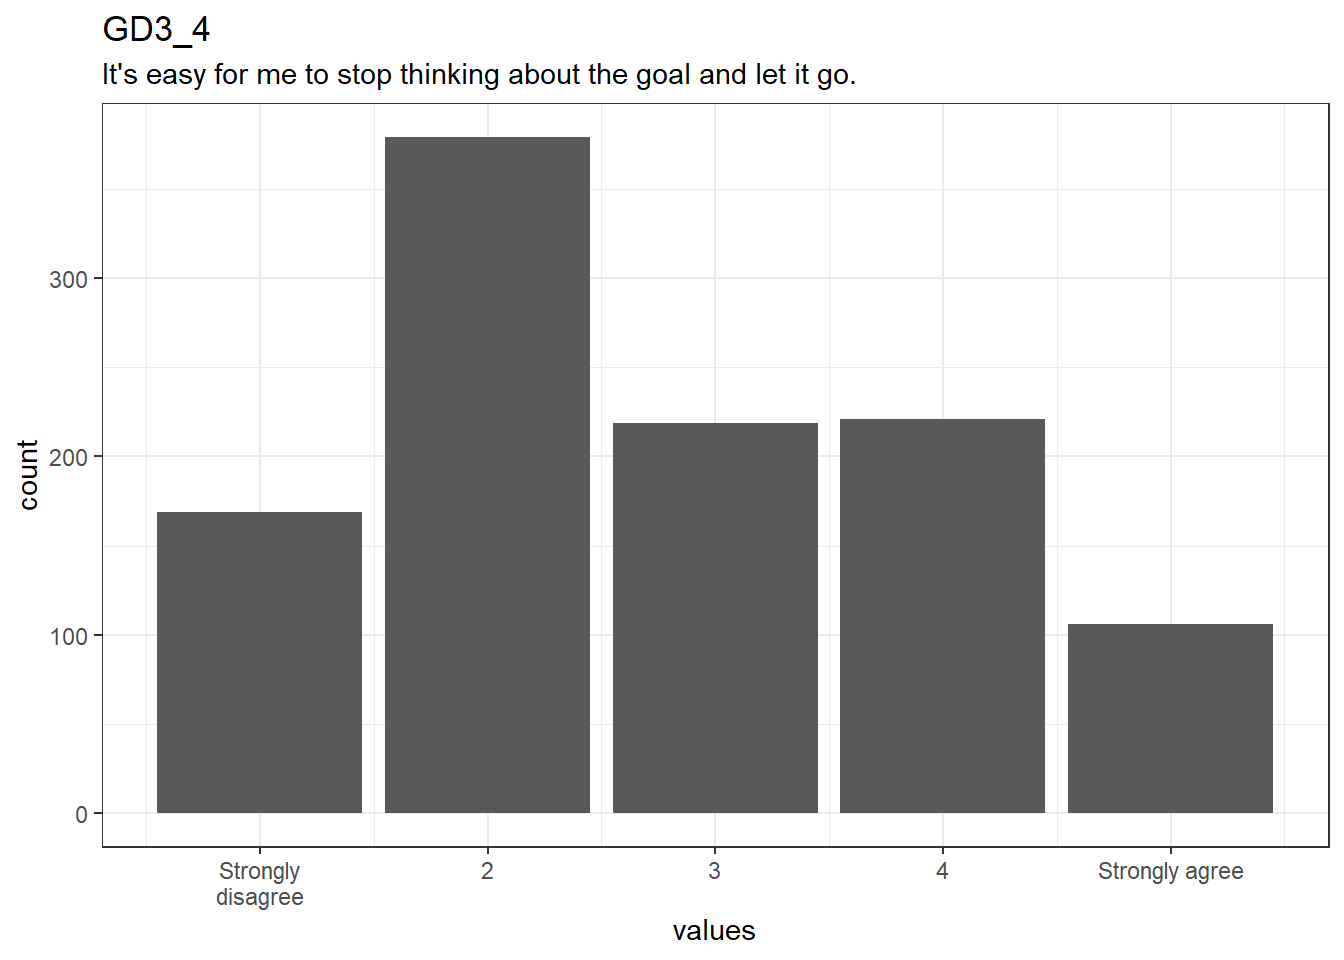 GD3_4
It's easy for me to stop thinking about the goal and let it go.
count
300
200
100
0
Strongly
disagree
2
3
4
Strongly agree
values